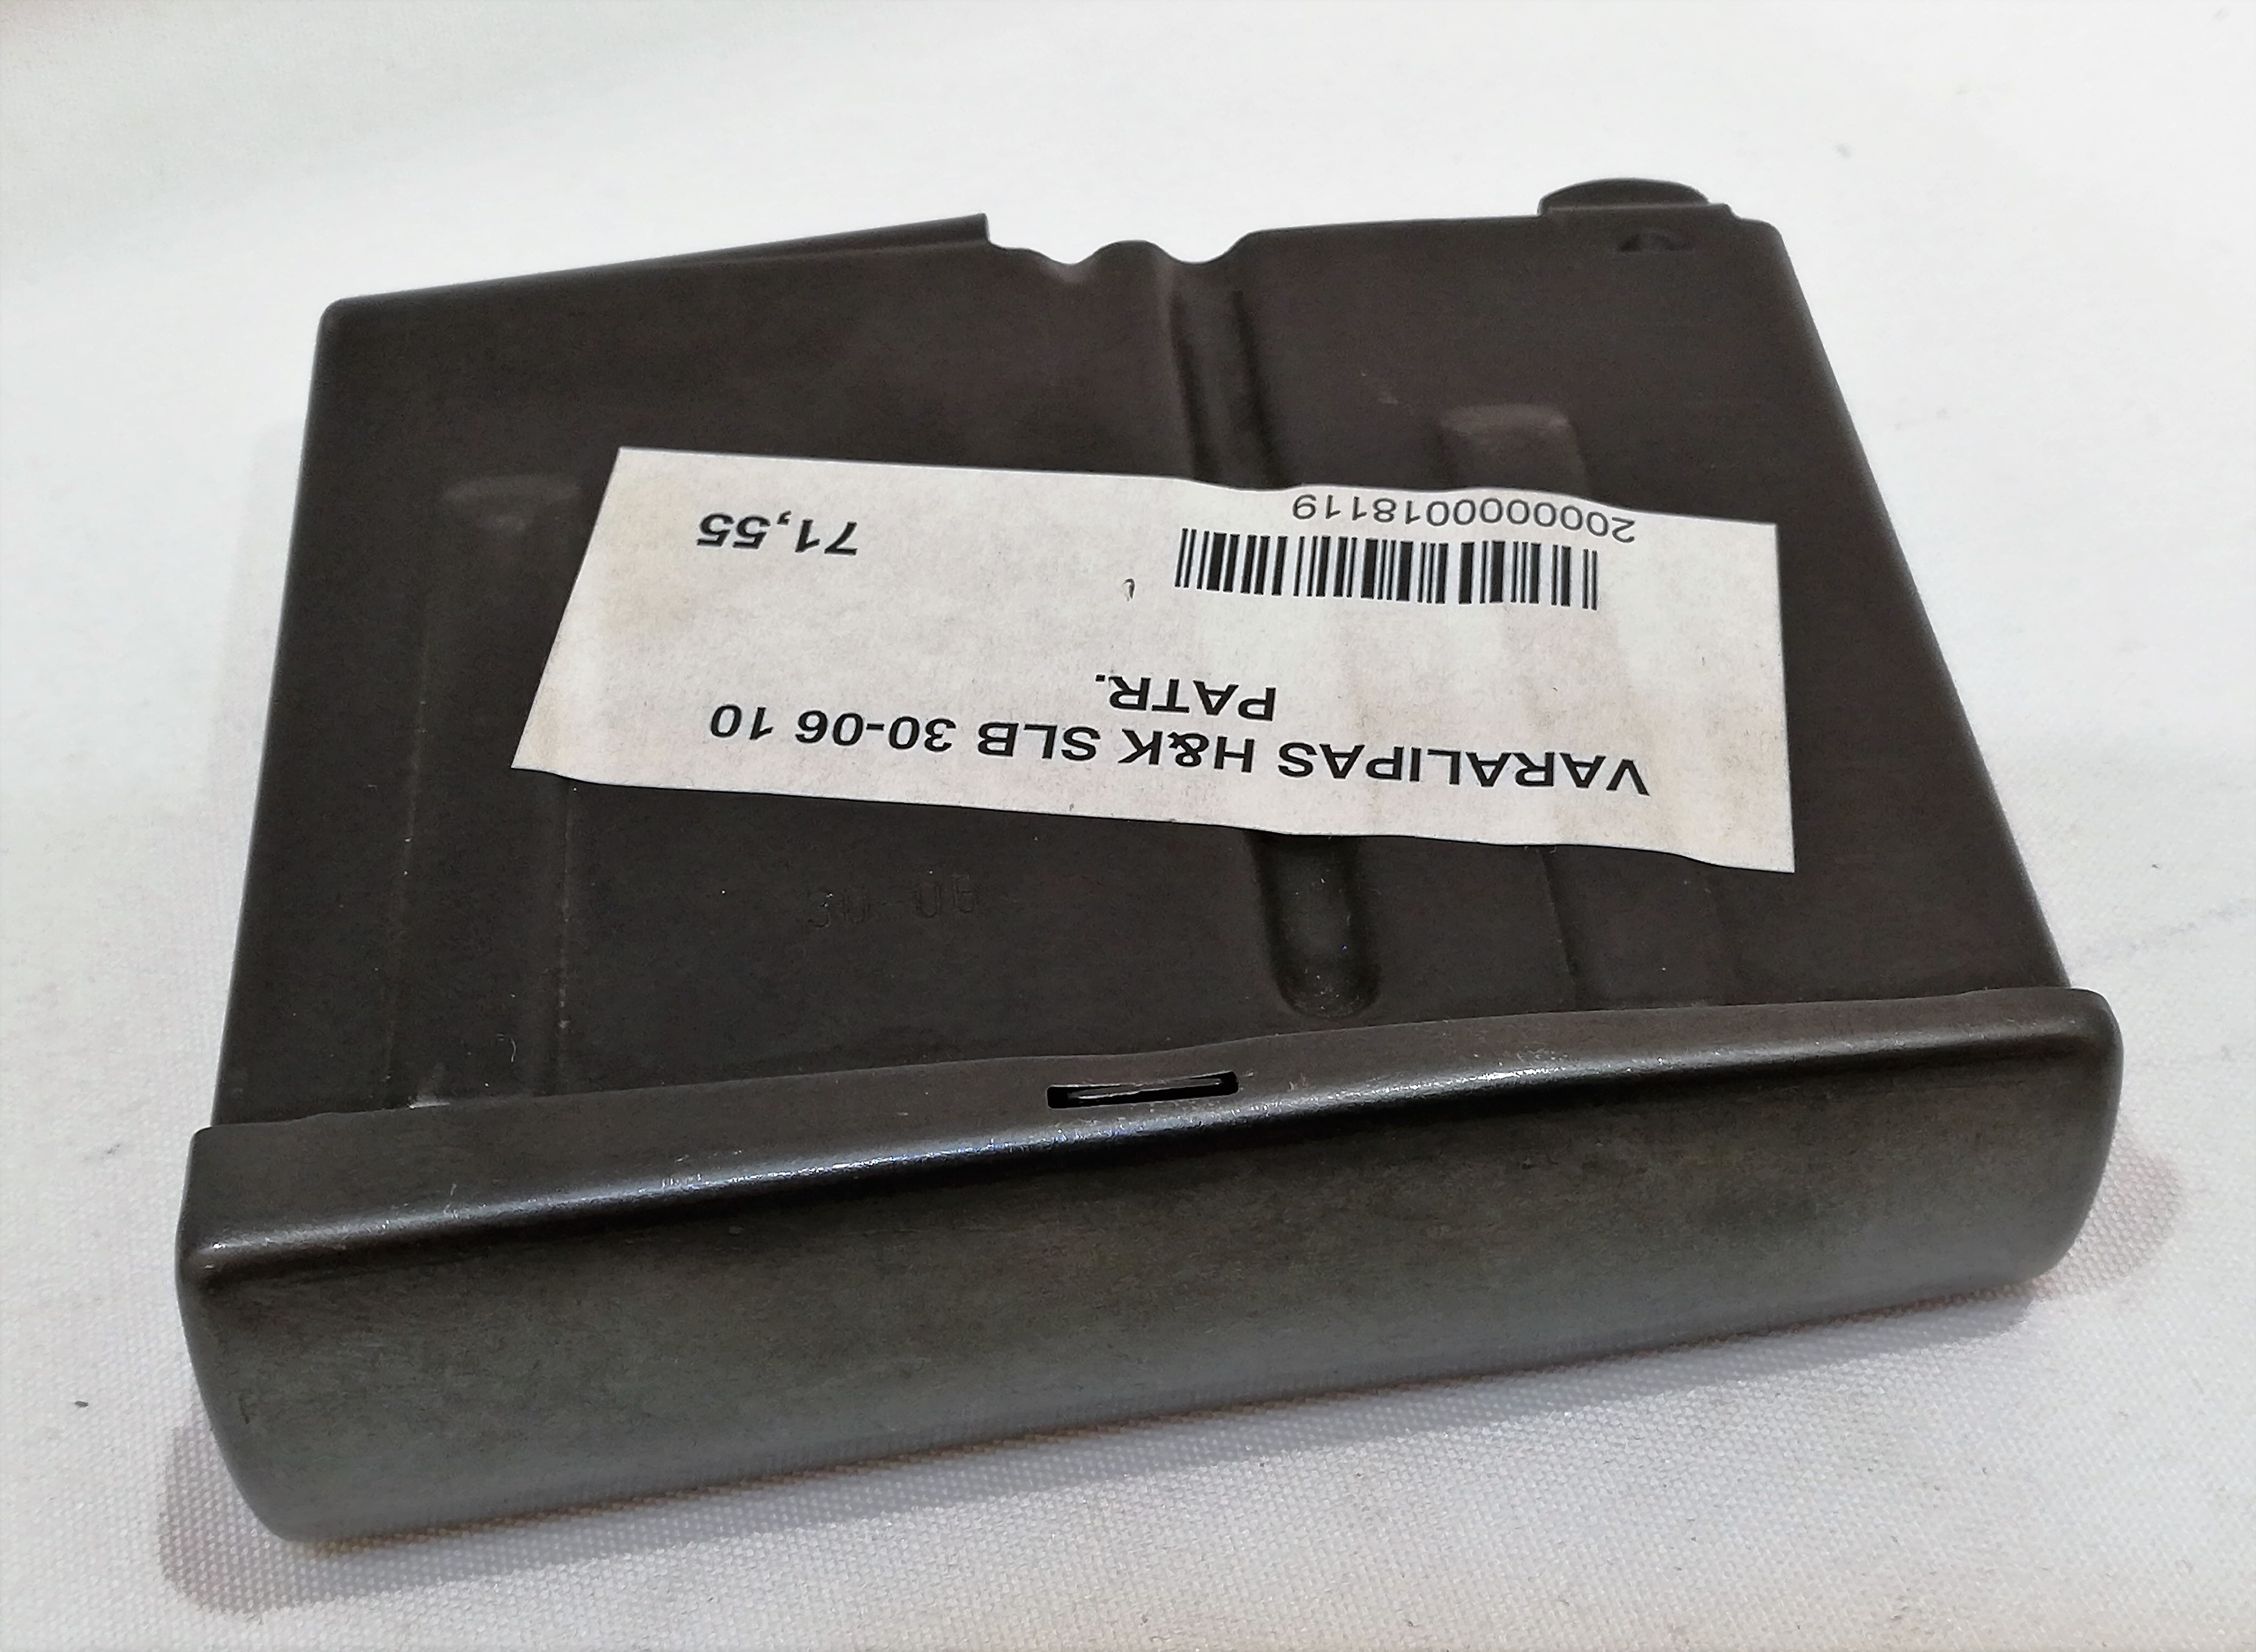 VARALIPAS H&K SLB 30-06 10
PATR.
2000000018119
71,55
30-06